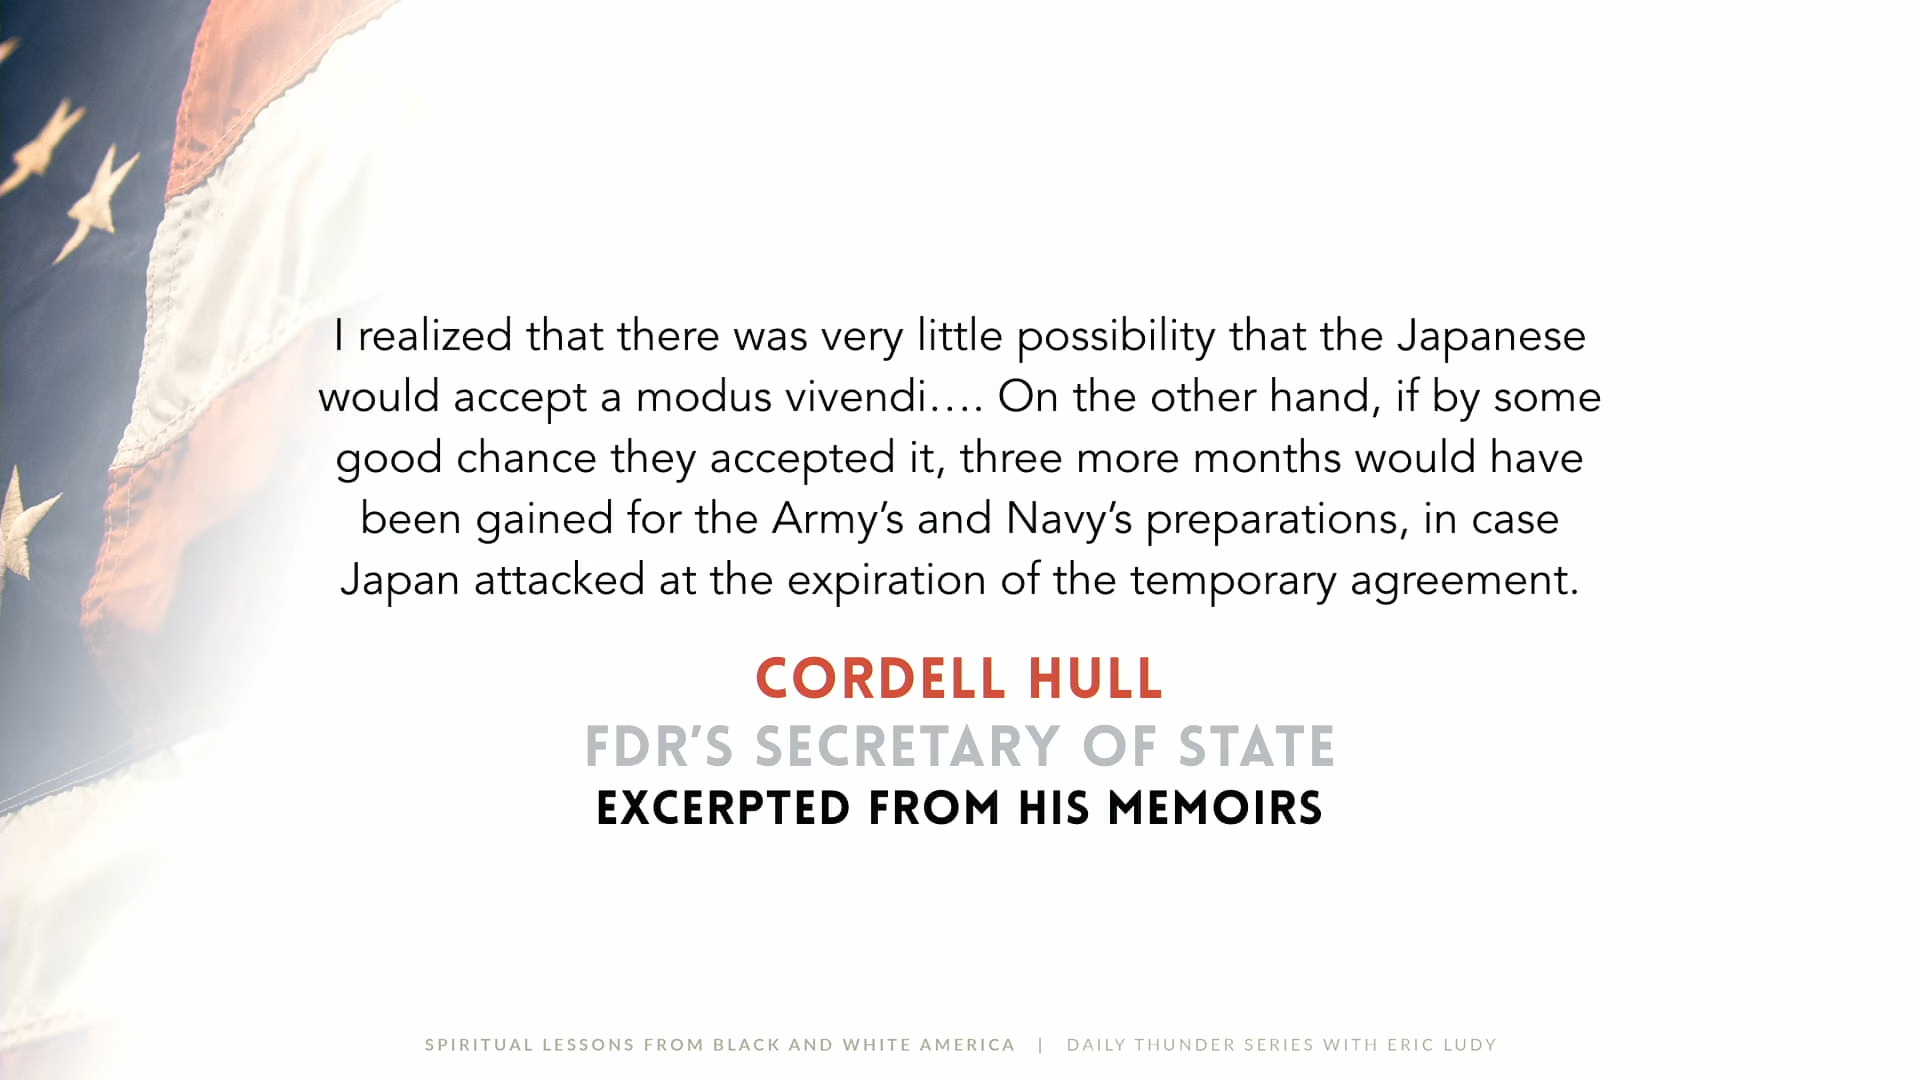 I realized that there was very little possibility that the Japanese
would accept a modus vivendi…. On the other hand, if by some
good chance they accepted it, three more months would have
been gained for the Army’s and Navy’s preparations, in case
Japan attacked at the expiration of the temporary agreement.
CORDELL HULL
FDR’S SECRETARY OF STATE
EXCERPTED FROM HIS MEMOIRS
SPIRITUAL LESSONS FROM BLACK AND WHITE AMERICA | DAILY THUNDER SERIES WITH ERIC LUDY